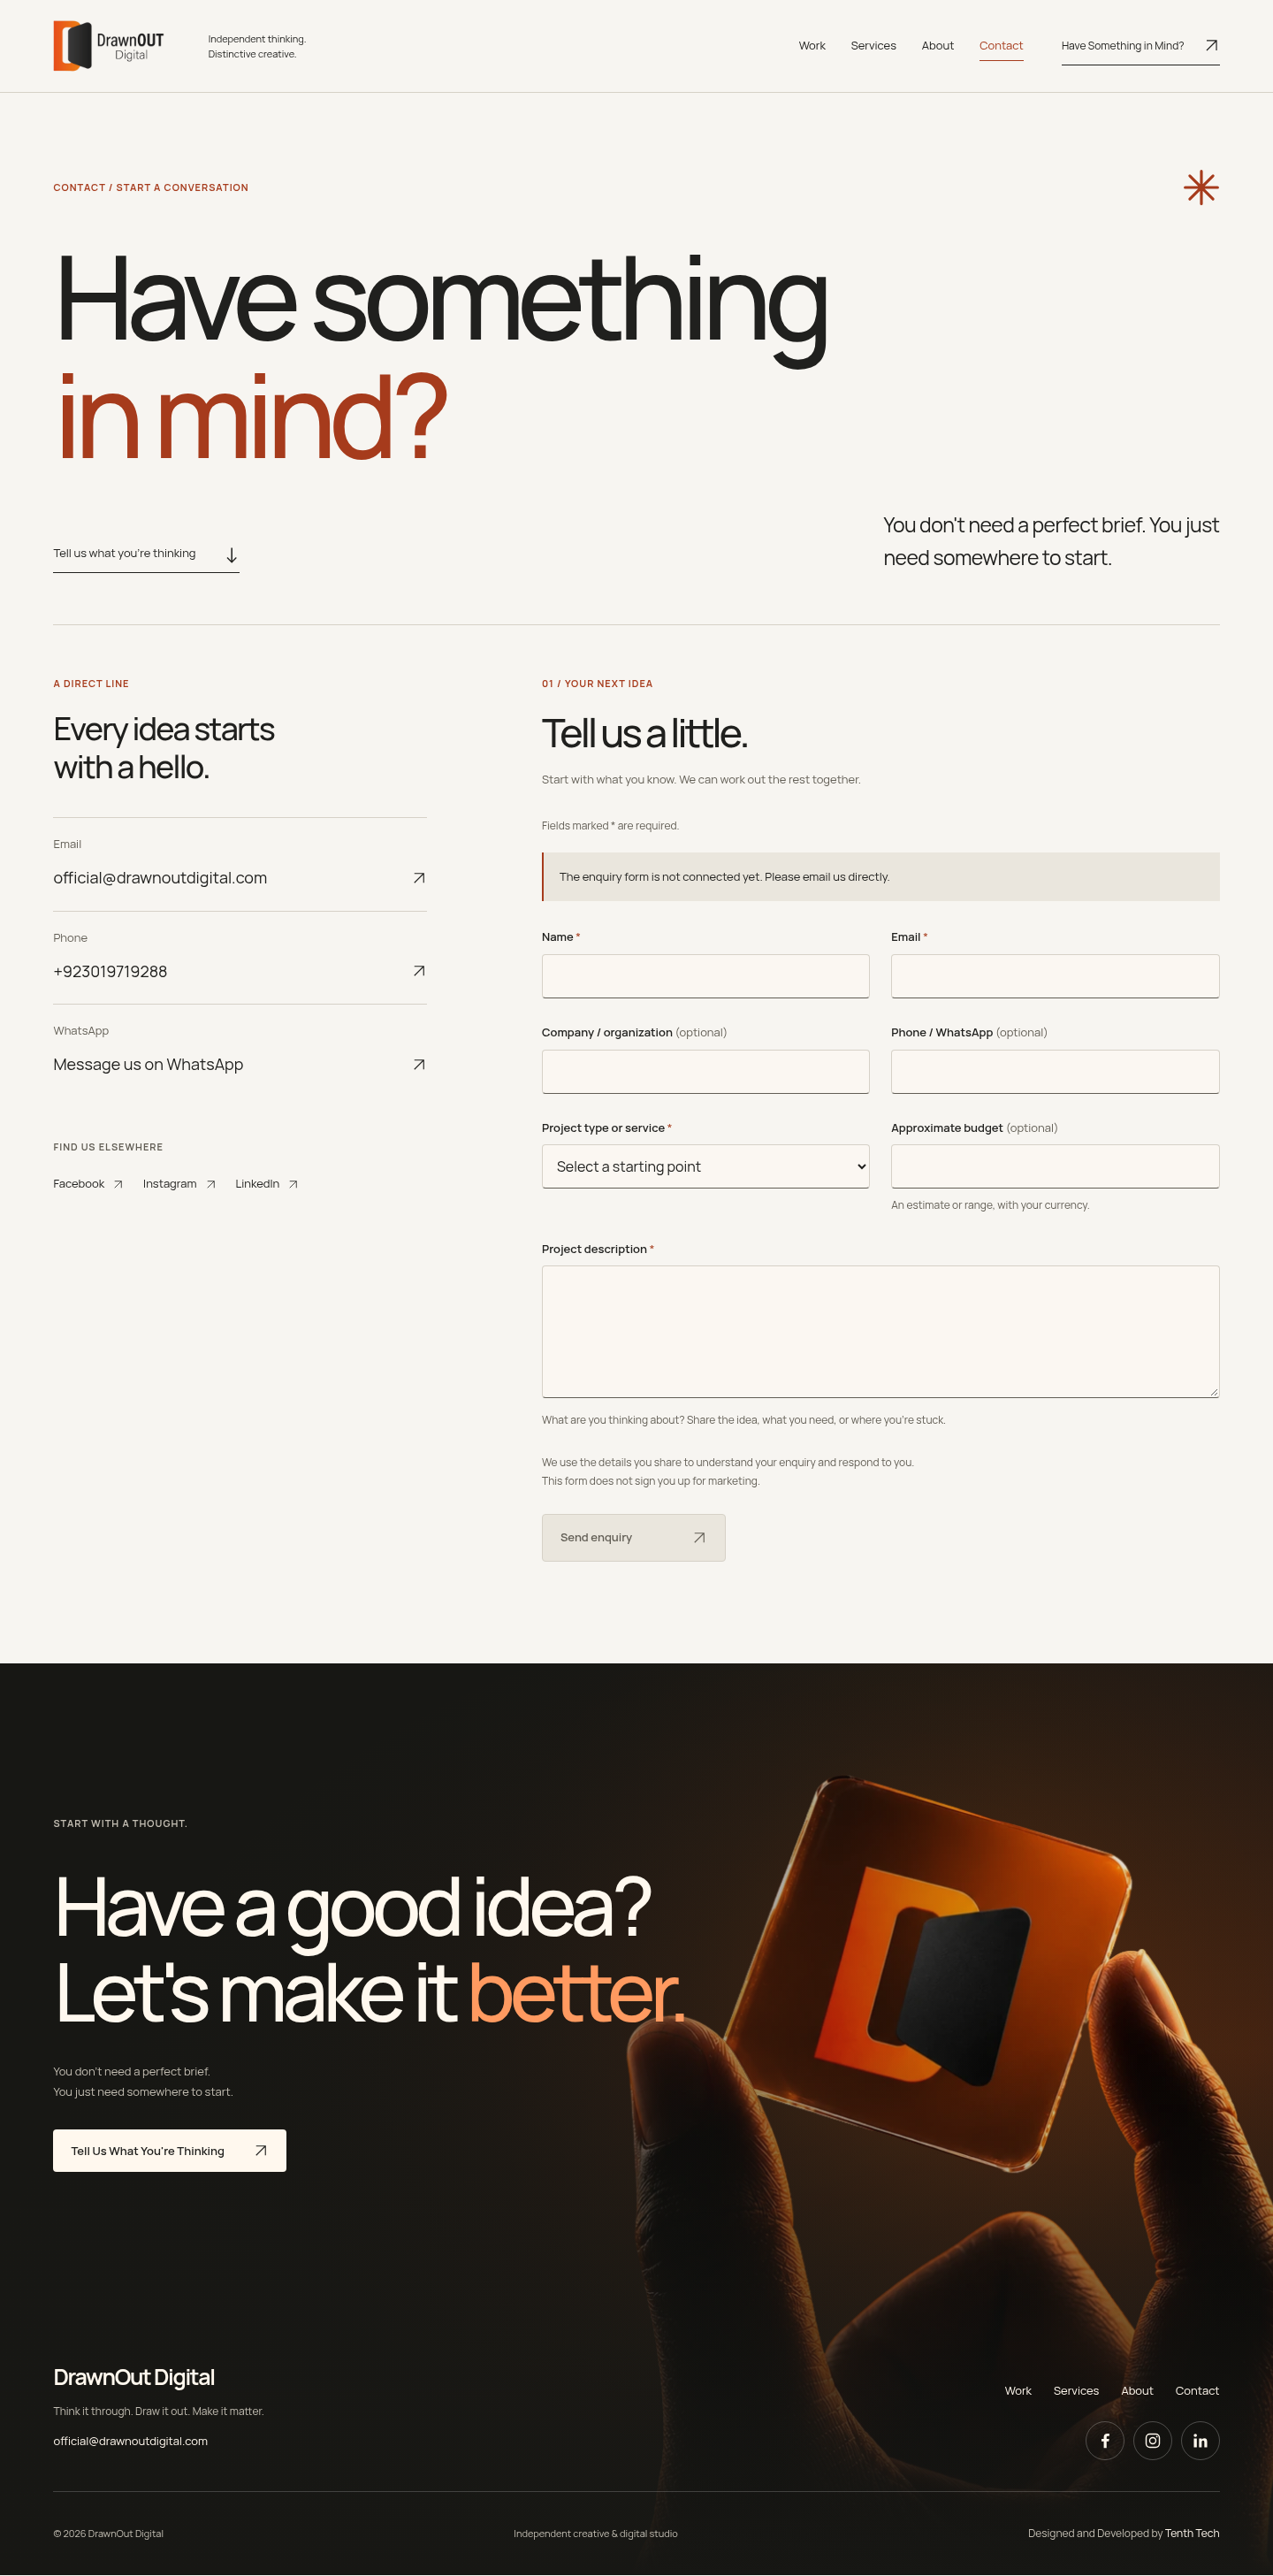 DrawnOUT
Digital
Independent thinking.
Distinctive creative.
Work
Services
About
Contact
Have Something in Mind?
CONTACT / START A CONVERSATION
Have something
in mind?
Tell us what you're thinking
You don't need a perfect brief. You just
need somewhere to start.
A DIRECT LINE
Every idea starts
with a hello.
Email
official@drawnoutdigital.com
Phone
+923019719288
WhatsApp
Message us on WhatsApp
FIND US ELSEWHERE
Facebook
Instagram
LinkedIn
01 / YOUR NEXT IDEA
Tell us a little.
Start with what you know. We can work out the rest together.
Fields marked * are required.
The enquiry form is not connected yet. Please email us directly.
Name *
Email *
Company / organization (optional)
Phone / WhatsApp (optional)
Project type or service *
Select a starting point
Approximate budget (optional)
An estimate or range, with your currency.
Project description *
What are you thinking about? Share the idea, what you need, or where you're stuck.
We use the details you share to understand your enquiry and respond to you.
This form does not sign you up for marketing.
Send enquiry
START WITH A THOUGHT.
Have a good idea?
Let's make it better.
You don't need a perfect brief.
You just need somewhere to start.
Tell Us What You're Thinking
DrawnOut Digital
Think it through. Draw it out. Make it matter.
official@drawnoutdigital.com
Work
Services
About
Contact
© 2026 DrawnOut Digital
Independent creative & digital studio
Designed and Developed by Tenth Tech